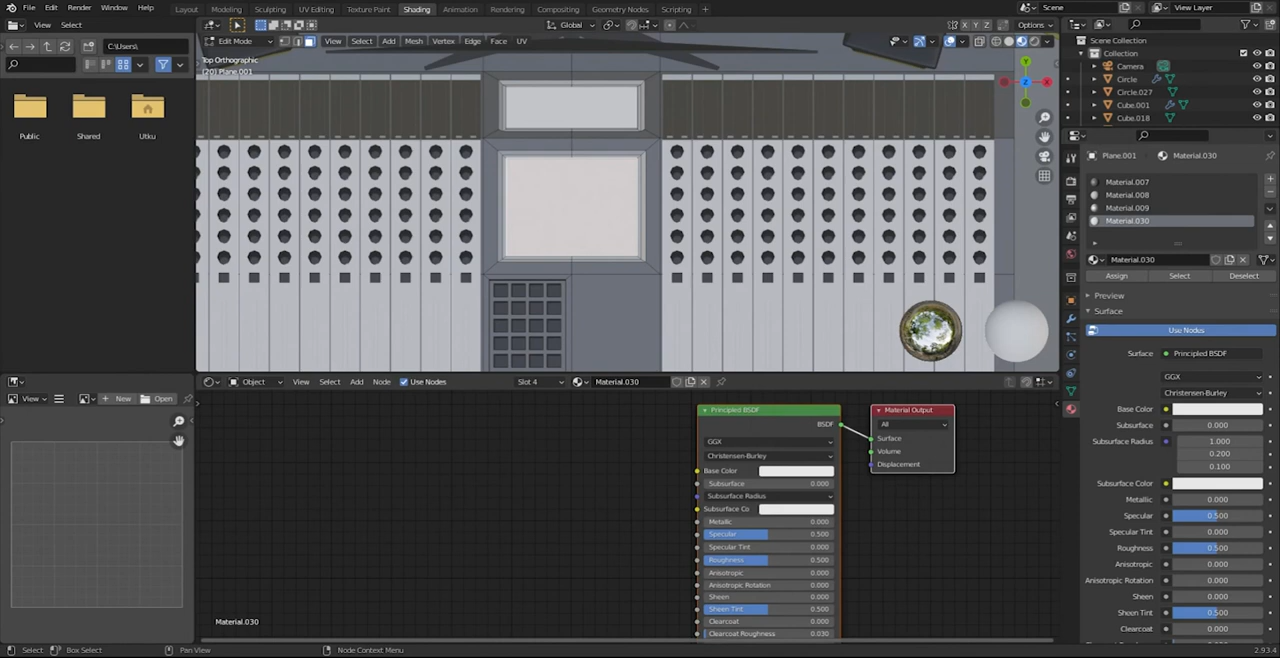 File Edit Render Window Help
Layout Modeling Sculpting UV Editing Texture Paint Shading Animation Rendering Compositing Geometry Nodes Scripting +
Scene
View Layer
View Select
Edit Mode View Select Add Mesh Vertex Edge Face UV
Global
X Y Z
Options
C:\Users\
Public Shared Utku
Top Orthographic
(20) Plane.001
Y
Z
X
Scene Collection
Collection
Camera
Circle
Circle.027
Cube.001
Cube.018
Plane.001 Material.030
Material.007
Material.008
Material.009
Material.030
Material.030
Assign Select Deselect
Preview
Surface
Use Nodes
Surface Principled BSDF
GGX
Christensen-Burley
Base Color
Subsurface 0.000
Subsurface Radius 1.000
0.200
0.100
Subsurface Color
Metallic 0.000
Specular 0.500
Specular Tint 0.000
Roughness 0.500
Anisotropic 0.000
Anisotropic Rotation 0.000
Sheen 0.000
Sheen Tint 0.500
Clearcoat 0.000
View New Open
Object View Select Add Node Use Nodes Slot 4 Material.030
Principled BSDF
BSDF
GGX
Christensen-Burley
Base Color
Subsurface 0.000
Subsurface Radius
Subsurface Co
Metallic 0.000
Specular 0.500
Specular Tint 0.000
Roughness 0.500
Anisotropic 0.000
Anisotropic Rotation 0.000
Sheen 0.000
Sheen Tint 0.500
Clearcoat 0.000
Clearcoat Roughness 0.030
Material Output
All
Surface
Volume
Displacement
Material.030
Select Box Select Pan View Node Context Menu 2.93.4